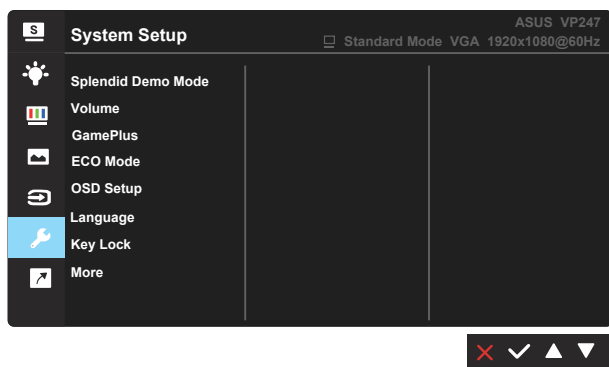 S
System Setup
ASUS VP247
Standard Mode VGA 1920x1080@60Hz
Splendid Demo Mode
Volume
GamePlus
ECO Mode
OSD Setup
Language
Key Lock
More